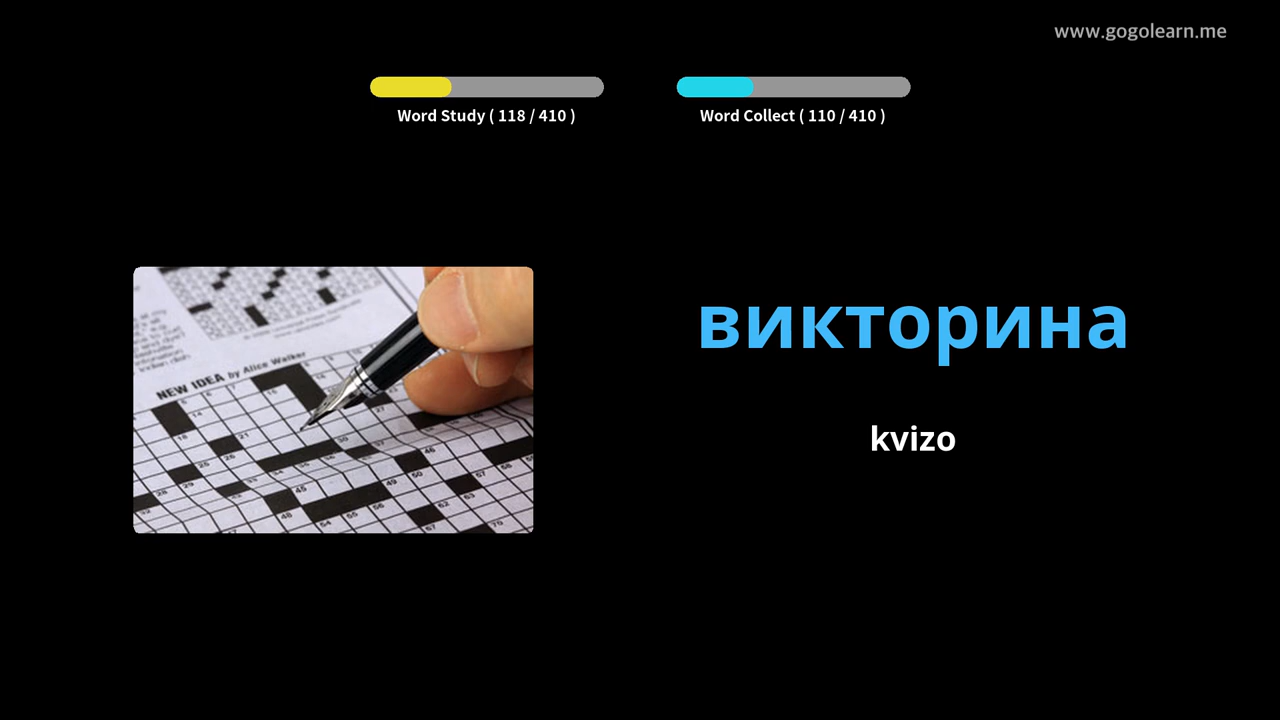 www.gogolearn.me
Word Study ( 118 / 410 )
Word Collect ( 110 / 410 )
NEW IDEA by Alice Walker
викторина
kvizo